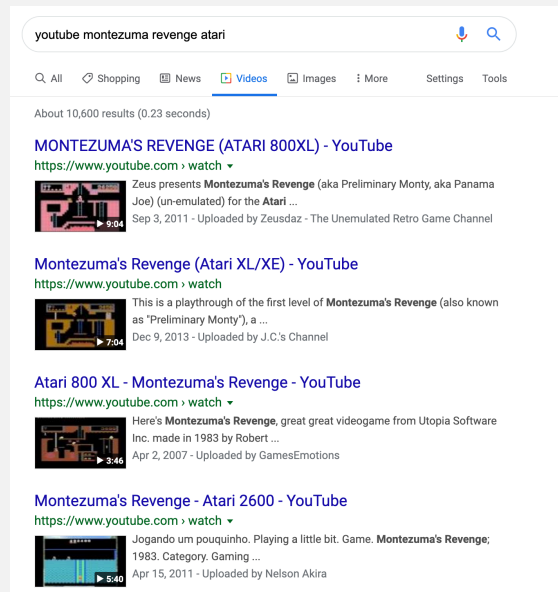 youtube montezuma revenge atari
All Shopping News Videos Images More Settings Tools
About 10,600 results (0.23 seconds)
MONTEZUMA'S REVENGE (ATARI 800XL) - YouTube
https://www.youtube.com › watch
Zeus presents Montezuma's Revenge (aka Preliminary Monty, aka Panama
Joe) (un-emulated) for the Atari ...
9:04
Sep 3, 2011 - Uploaded by Zeusdaz - The Unemulated Retro Game Channel
Montezuma's Revenge (Atari XL/XE) - YouTube
https://www.youtube.com › watch
This is a playthrough of the first level of Montezuma's Revenge (also known
as "Preliminary Monty"), a ...
7:04
Dec 9, 2013 - Uploaded by J.C.'s Channel
Atari 800 XL - Montezuma's Revenge - YouTube
https://www.youtube.com › watch
Here's Montezuma's Revenge, great great videogame from Utopia Software
Inc. made in 1983 by Robert ...
3:46
Apr 2, 2007 - Uploaded by GamesEmotions
Montezuma's Revenge - Atari 2600 - YouTube
https://www.youtube.com › watch
Jogando um pouquinho. Playing a little bit. Game. Montezuma's Revenge;
1983. Category. Gaming ...
5:40
Apr 15, 2011 - Uploaded by Nelson Akira